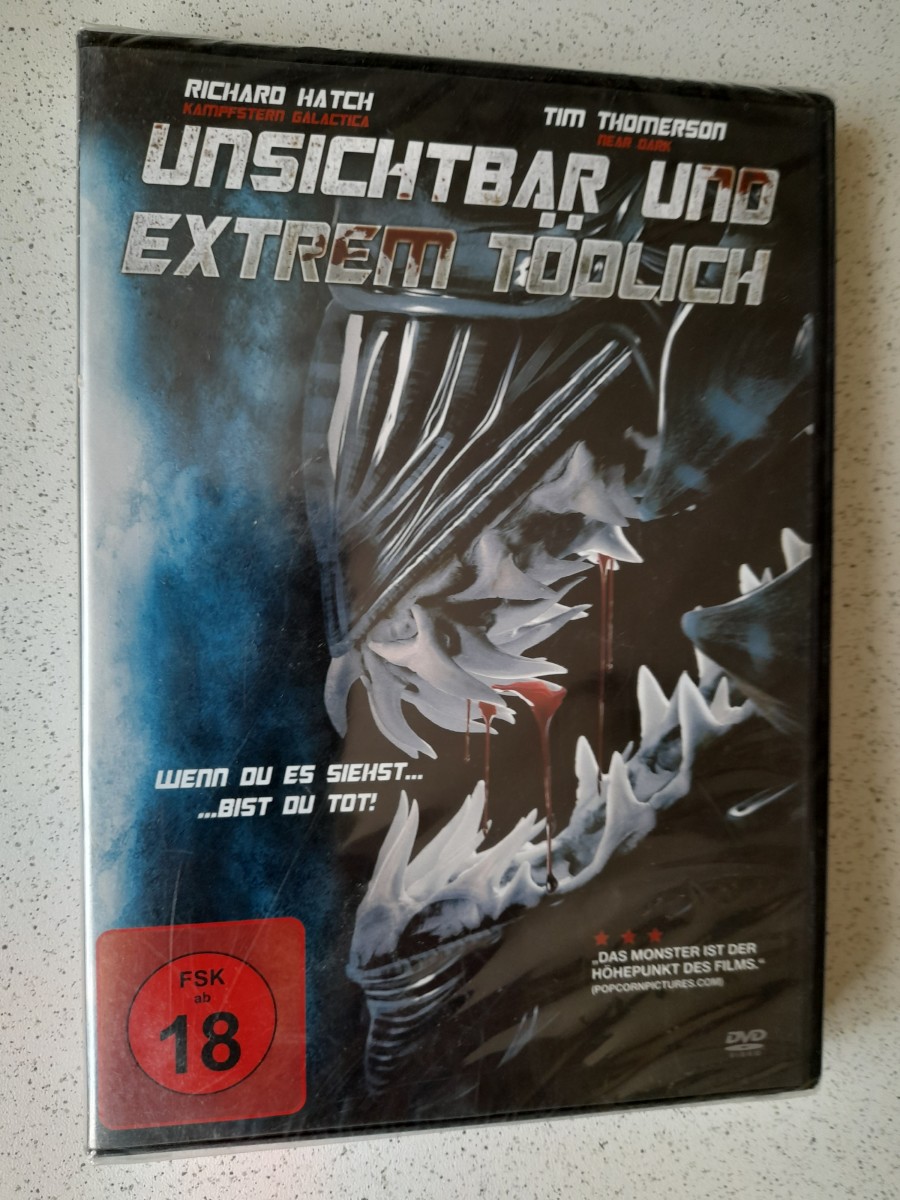 RICHARD HATCH
KAMPFSTERN GALACTICA
TIM THOMERSON
NEAR DARK
UNSICHTBAR UND
EXTREM TÖDLICH
WENN DU ES SIEHST...
...BIST DU TOT!
„DAS MONSTER IST DER
HÖHEPUNKT DES FILMS.“
(POPCORNPICTURES.COM)
FSK
ab
18
DVD
VIDEO